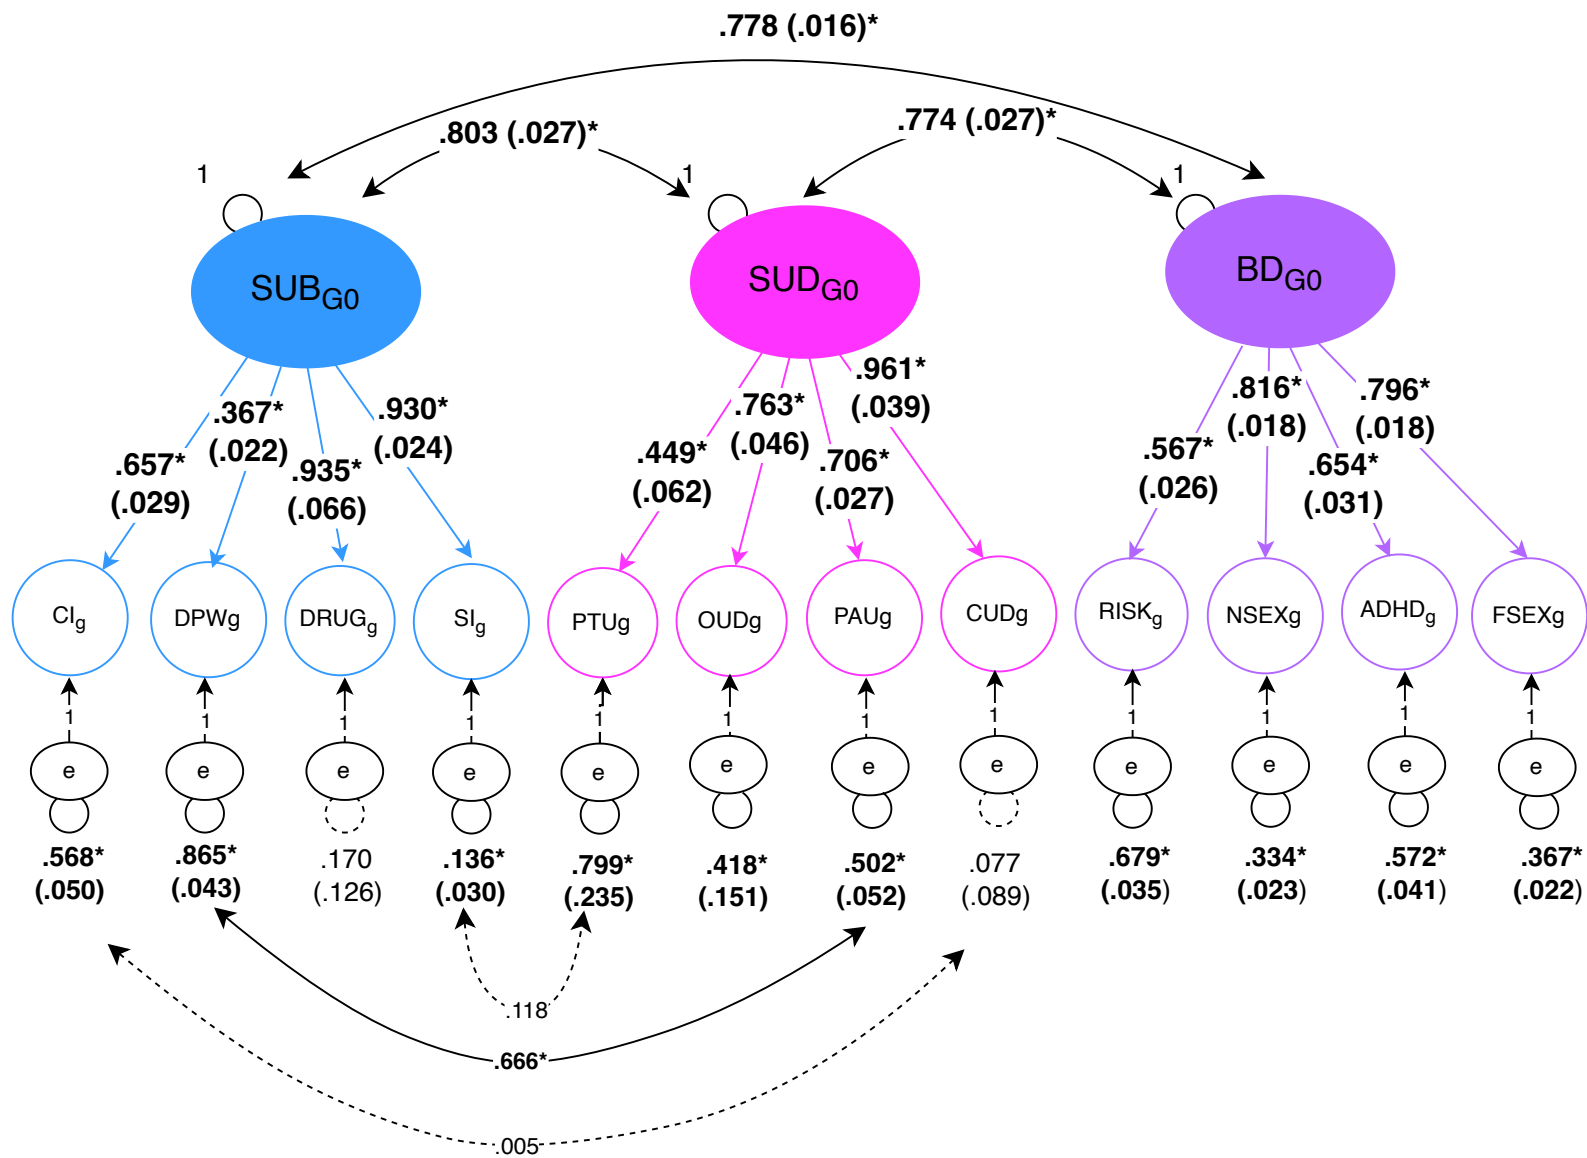 .778 (.016)*
.803 (.027)*
.774 (.027)*
1
1
1
SUBG0
SUDG0
BDG0
.657*
(.029)
.367*
(.022)
.935*
(.066)
.930*
(.024)
.449*
(.062)
.763*
(.046)
.706*
(.027)
.961*
(.039)
.567*
(.026)
.816*
(.018)
.654*
(.031)
.796*
(.018)
CIg
DPWg
DRUGg
SIg
PTUg
OUDg
PAUg
CUDg
RISKg
NSEXg
ADHDg
FSEXg
1
1
1
1
1
1
1
1
1
1
1
1
e
e
e
e
e
e
e
e
e
e
e
e
.568*
(.050)
.865*
(.043)
.170
(.126)
.136*
(.030)
.799*
(.235)
.418*
(.151)
.502*
(.052)
.077
(.089)
.679*
(.035)
.334*
(.023)
.572*
(.041)
.367*
(.022)
.118
.666*
.005